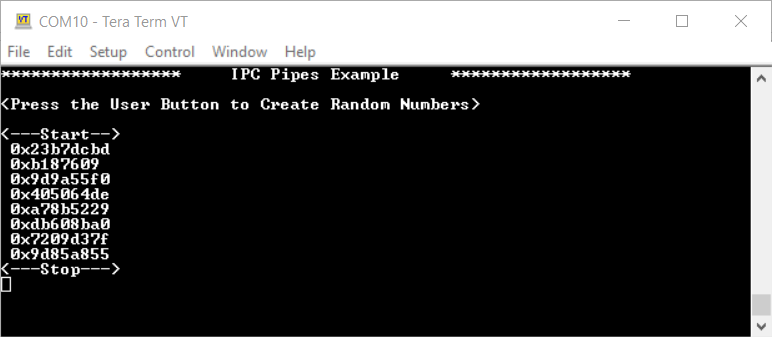 VT
COM10 - Tera Term VT
File Edit Setup Control Window Help
****************** IPC Pipes Example ******************
<Press the User Button to Create Random Numbers>
<---Start-->
0x23b7dcbd
0xb187609
0x9d9a55f0
0x405064de
0xa78b5229
0xdb608ba0
0x7209d37f
0x9d85a855
<---Stop--->